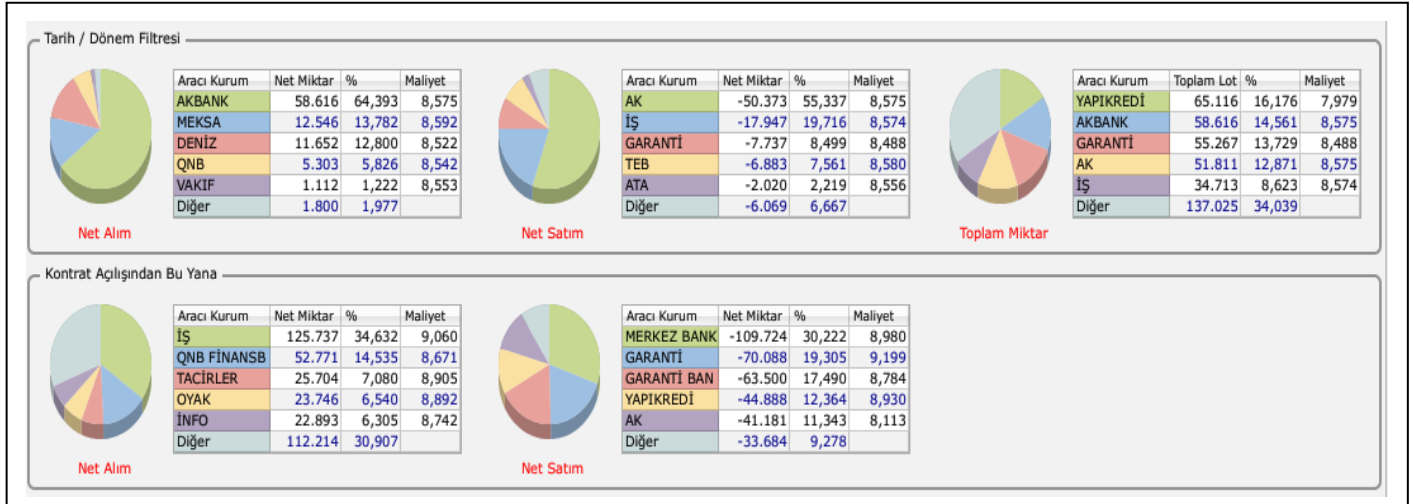 Tarih / Dönem Filtresi
Aracı Kurum Net Miktar % Maliyet
AKBANK 58.616 64,393 8,575
MEKSA 12.546 13,782 8,592
DENİZ 11.652 12,800 8,522
QNB 5.303 5,826 8,542
VAKIF 1.112 1,222 8,553
Diğer 1.800 1,977
Net Alım
Aracı Kurum Net Miktar % Maliyet
AK -50.373 55,337 8,575
İŞ -17.947 19,716 8,574
GARANTİ -7.737 8,499 8,488
TEB -6.883 7,561 8,580
ATA -2.020 2,219 8,556
Diğer -6.069 6,667
Net Satım
Aracı Kurum Toplam Lot % Maliyet
YAPIKREDİ 65.116 16,176 7,979
AKBANK 58.616 14,561 8,575
GARANTİ 55.267 13,729 8,488
AK 51.811 12,871 8,575
İŞ 34.713 8,623 8,574
Diğer 137.025 34,039
Toplam Miktar
Kontrat Açılışından Bu Yana
Aracı Kurum Net Miktar % Maliyet
İŞ 125.737 34,632 9,060
QNB FİNANSB 52.771 14,535 8,671
TACİRLER 25.704 7,080 8,905
OYAK 23.746 6,540 8,892
İNFO 22.893 6,305 8,742
Diğer 112.214 30,907
Net Alım
Aracı Kurum Net Miktar % Maliyet
MERKEZ BANK -109.724 30,222 8,980
GARANTİ -70.088 19,305 9,199
GARANTİ BAN -63.500 17,490 8,784
YAPIKREDİ -44.888 12,364 8,930
AK -41.181 11,343 8,113
Diğer -33.684 9,278
Net Satım